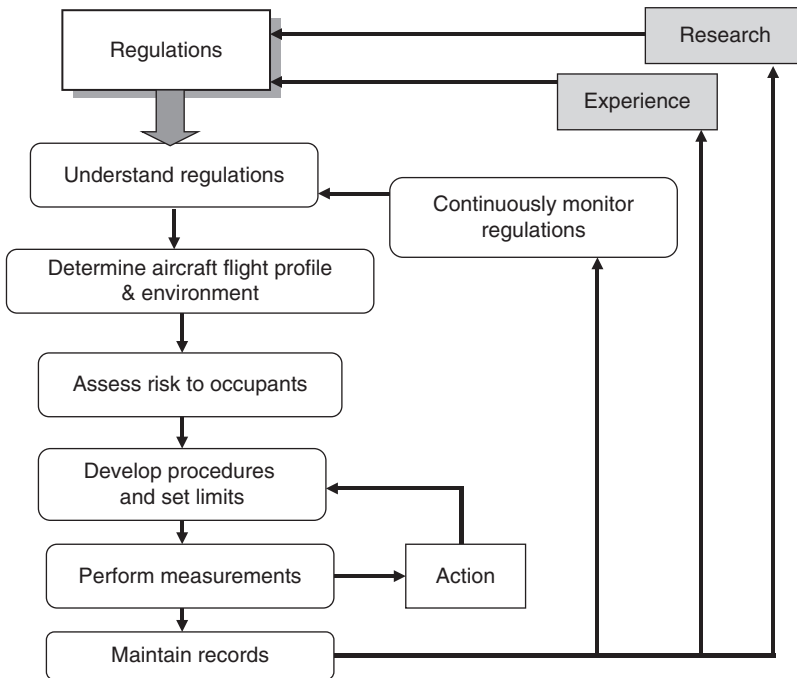 Regulations
Research
Experience
Understand regulations
Continuously monitor
regulations
Determine aircraft flight profile
& environment
Assess risk to occupants
Develop procedures
and set limits
Perform measurements
Action
Maintain records